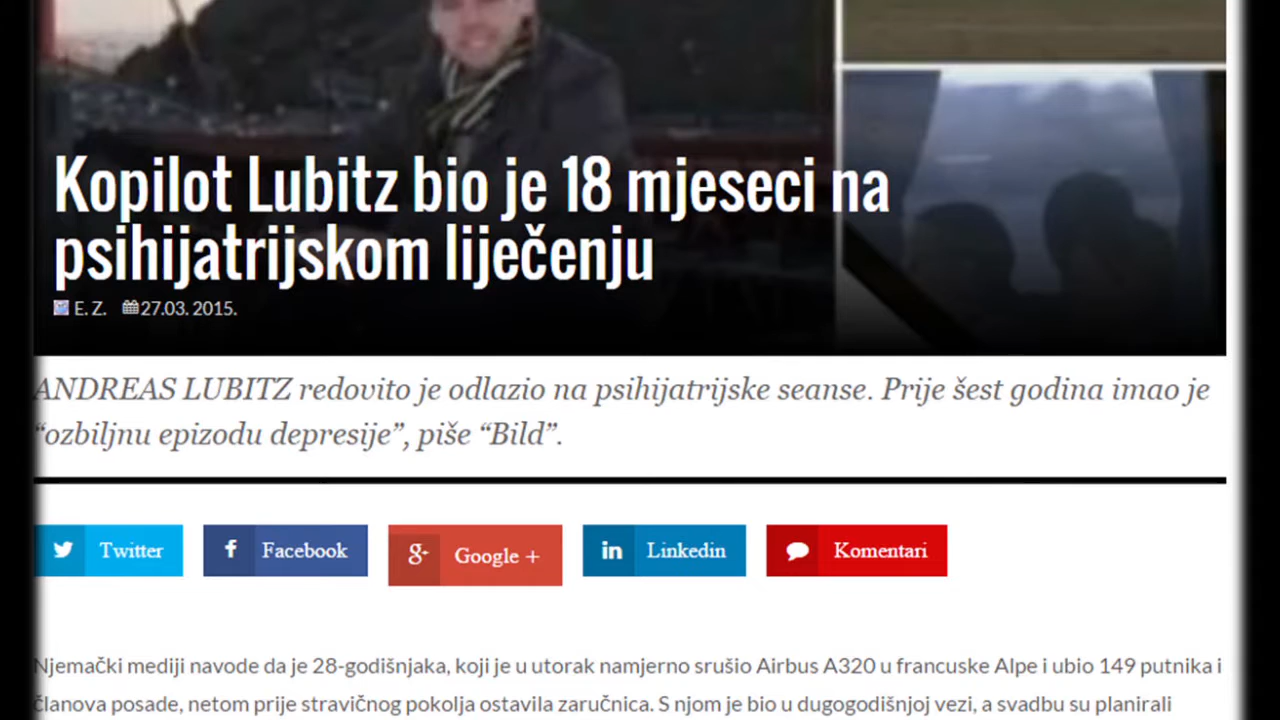 Kopilot Lubitz bio je 18 mjeseci na
psihijatrijskom liječenju
E. Z. 27.03. 2015.
ANDREAS LUBITZ redovito je odlazio na psihijatrijske seanse. Prije šest godina imao je
“ozbiljnu epizodu depresije”, piše “Bild”.
Twitter Facebook Google + Linkedin Komentari
Njemački mediji navode da je 28-godišnjaka, koji je u utorak namjerno srušio Airbus A320 u francuske Alpe i ubio 149 putnika i
članova posade, netom prije stravičnog pokolja ostavila zaručnica. S njom je bio u dugogodišnjoj vezi, a svadbu su planirali